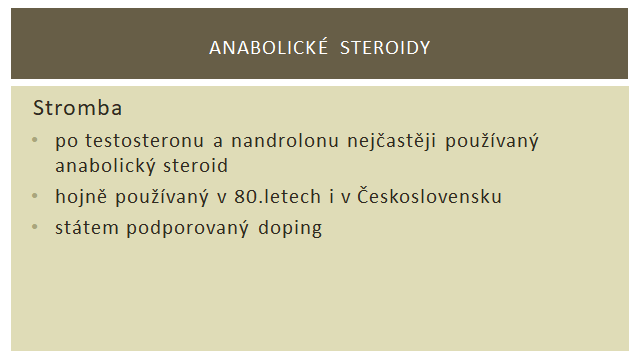 ANABOLICKÉ STEROIDY
Stromba
• po testosteronu a nandrolonu nejčastěji používaný
anabolický steroid
• hojně používaný v 80.letech i v Československu
• státem podporovaný doping